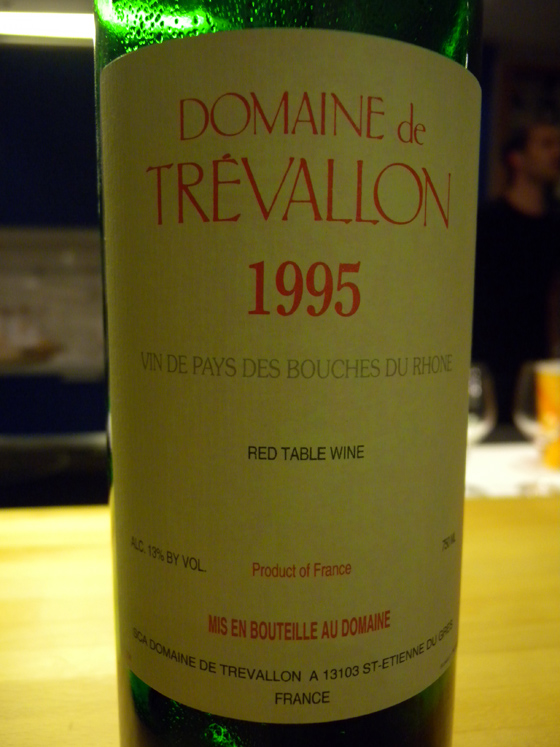 DOMAINE de
TRÉVALLON
1995
VIN DE PAYS DES BOUCHES DU RHONE
RED TABLE WINE
ALC. 13% BY VOL.
750 ML
Product of France
MIS EN BOUTEILLE AU DOMAINE
SCA DOMAINE DE TREVALLON A 13103 ST-ETIENNE DU GRES
FRANCE